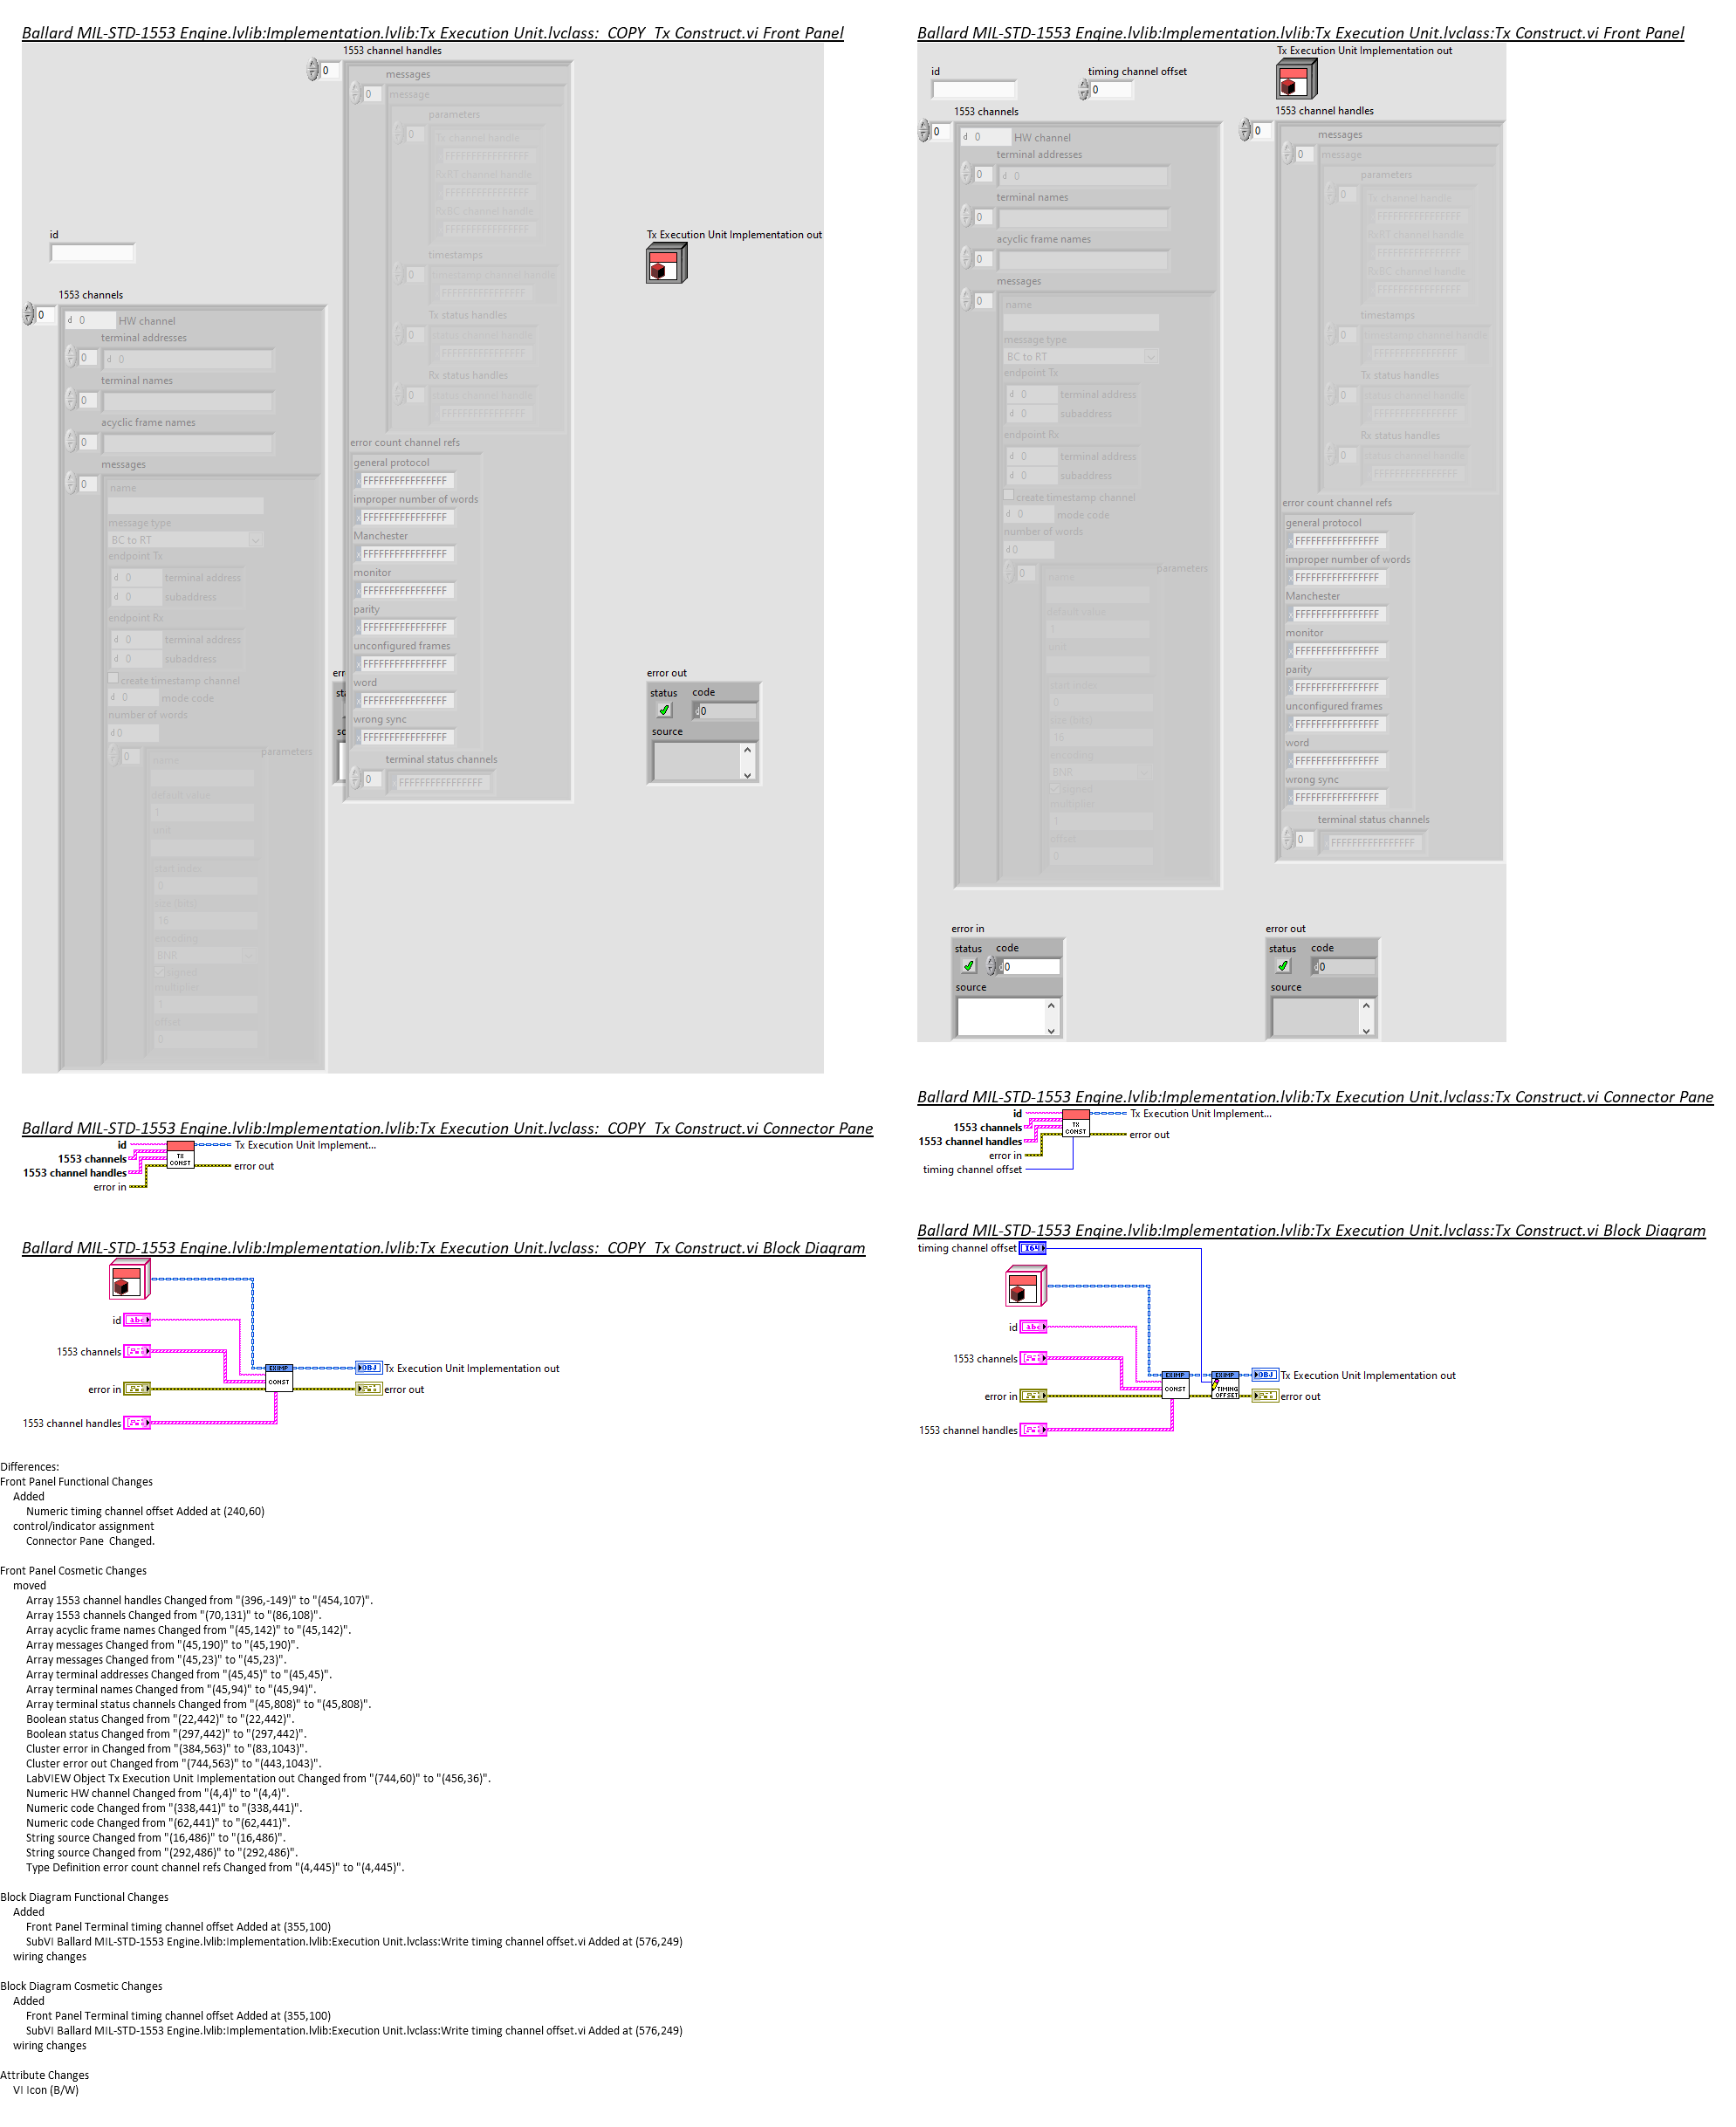 Ballard MIL-STD-1553 Engine.lvlib:Implementation.lvlib:Tx Execution Unit.lvclass:_COPY_Tx Construct.vi Front Panel
1553 channel handles
0
messages
0
message
parameters
0
Tx channel handle
FFFFFFFFFFFFFFFF
RxRT channel handle
FFFFFFFFFFFFFFFF
RxBC channel handle
FFFFFFFFFFFFFFFF
timestamps
0
timestamp channel handle
FFFFFFFFFFFFFFFF
Tx status handles
0
status channel handle
FFFFFFFFFFFFFFFF
Rx status handles
0
status channel handle
FFFFFFFFFFFFFFFF
error count channel refs
general protocol
x FFFFFFFFFFFFFFFF
improper number of words
x FFFFFFFFFFFFFFFF
Manchester
x FFFFFFFFFFFFFFFF
monitor
x FFFFFFFFFFFFFFFF
parity
x FFFFFFFFFFFFFFFF
unconfigured frames
x FFFFFFFFFFFFFFFF
word
x FFFFFFFFFFFFFFFF
wrong sync
x FFFFFFFFFFFFFFFF
terminal status channels
0
FFFFFFFFFFFFFFFF
id
Tx Execution Unit Implementation out
1553 channels
0
d 0 HW channel
terminal addresses
0
d 0
terminal names
0
acyclic frame names
0
messages
0
name
message type
BC to RT
endpoint Tx
d 0 terminal address
d 0 subaddress
endpoint Rx
d 0 terminal address
d 0 subaddress
create timestamp channel
d 0 mode code
number of words
d 0
0
parameters
name
default value
1
unit
start index
0
size (bits)
16
encoding
BNR
signed
multiplier
1
offset
0
err
sta
so
error out
status code
d 0
source
Ballard MIL-STD-1553 Engine.lvlib:Implementation.lvlib:Tx Execution Unit.lvclass:_COPY_Tx Construct.vi Connector Pane
id
1553 channels
1553 channel handles
error in
TX
CONST
Tx Execution Unit Implement...
error out
Ballard MIL-STD-1553 Engine.lvlib:Implementation.lvlib:Tx Execution Unit.lvclass:_COPY_Tx Construct.vi Block Diagram
id Abc
1553 channels
error in
1553 channel handles
EXIMP
CONST
OBJ Tx Execution Unit Implementation out
error out
Ballard MIL-STD-1553 Engine.lvlib:Implementation.lvlib:Tx Execution Unit.lvclass:Tx Construct.vi Front Panel
id
timing channel offset
0
Tx Execution Unit Implementation out
1553 channels
0
d 0 HW channel
terminal addresses
0
d 0
terminal names
0
acyclic frame names
0
messages
0
name
message type
BC to RT
endpoint Tx
d 0 terminal address
d 0 subaddress
endpoint Rx
d 0 terminal address
d 0 subaddress
create timestamp channel
d 0 mode code
number of words
d 0
0
parameters
name
default value
1
unit
start index
0
size (bits)
16
encoding
BNR
signed
multiplier
1
offset
0
1553 channel handles
0
messages
0
message
parameters
0
Tx channel handle
FFFFFFFFFFFFFFFF
RxRT channel handle
FFFFFFFFFFFFFFFF
RxBC channel handle
FFFFFFFFFFFFFFFF
timestamps
0
timestamp channel handle
FFFFFFFFFFFFFFFF
Tx status handles
0
status channel handle
FFFFFFFFFFFFFFFF
Rx status handles
0
status channel handle
FFFFFFFFFFFFFFFF
error count channel refs
general protocol
x FFFFFFFFFFFFFFFF
improper number of words
x FFFFFFFFFFFFFFFF
Manchester
x FFFFFFFFFFFFFFFF
monitor
x FFFFFFFFFFFFFFFF
parity
x FFFFFFFFFFFFFFFF
unconfigured frames
x FFFFFFFFFFFFFFFF
word
x FFFFFFFFFFFFFFFF
wrong sync
x FFFFFFFFFFFFFFFF
terminal status channels
0
FFFFFFFFFFFFFFFF
error in
status code
d 0
source
error out
status code
d 0
source
Ballard MIL-STD-1553 Engine.lvlib:Implementation.lvlib:Tx Execution Unit.lvclass:Tx Construct.vi Connector Pane
id
1553 channels
1553 channel handles
error in
timing channel offset
TX
CONST
Tx Execution Unit Implement...
error out
Ballard MIL-STD-1553 Engine.lvlib:Implementation.lvlib:Tx Execution Unit.lvclass:Tx Construct.vi Block Diagram
timing channel offset I64
id Abc
1553 channels
error in
1553 channel handles
EXIMP
CONST
EXIMP
TIMING
OFFSET
OBJ Tx Execution Unit Implementation out
error out
Differences:
Front Panel Functional Changes
Added
Numeric timing channel offset Added at (240,60)
control/indicator assignment
Connector Pane  Changed.
Front Panel Cosmetic Changes
moved
Array 1553 channel handles Changed from "(396,-149)" to "(454,107)".
Array 1553 channels Changed from "(70,131)" to "(86,108)".
Array acyclic frame names Changed from "(45,142)" to "(45,142)".
Array messages Changed from "(45,190)" to "(45,190)".
Array messages Changed from "(45,23)" to "(45,23)".
Array terminal addresses Changed from "(45,45)" to "(45,45)".
Array terminal names Changed from "(45,94)" to "(45,94)".
Array terminal status channels Changed from "(45,808)" to "(45,808)".
Boolean status Changed from "(22,442)" to "(22,442)".
Boolean status Changed from "(297,442)" to "(297,442)".
Cluster error in Changed from "(384,563)" to "(83,1043)".
Cluster error out Changed from "(744,563)" to "(443,1043)".
LabVIEW Object Tx Execution Unit Implementation out Changed from "(744,60)" to "(456,36)".
Numeric HW channel Changed from "(4,4)" to "(4,4)".
Numeric code Changed from "(338,441)" to "(338,441)".
Numeric code Changed from "(62,441)" to "(62,441)".
String source Changed from "(16,486)" to "(16,486)".
String source Changed from "(292,486)" to "(292,486)".
Type Definition error count channel refs Changed from "(4,445)" to "(4,445)".
Block Diagram Functional Changes
Added
Front Panel Terminal timing channel offset Added at (355,100)
SubVI Ballard MIL-STD-1553 Engine.lvlib:Implementation.lvlib:Execution Unit.lvclass:Write timing channel offset.vi Added at (576,249)
wiring changes
Block Diagram Cosmetic Changes
Added
Front Panel Terminal timing channel offset Added at (355,100)
SubVI Ballard MIL-STD-1553 Engine.lvlib:Implementation.lvlib:Execution Unit.lvclass:Write timing channel offset.vi Added at (576,249)
wiring changes
Attribute Changes
VI Icon (B/W)